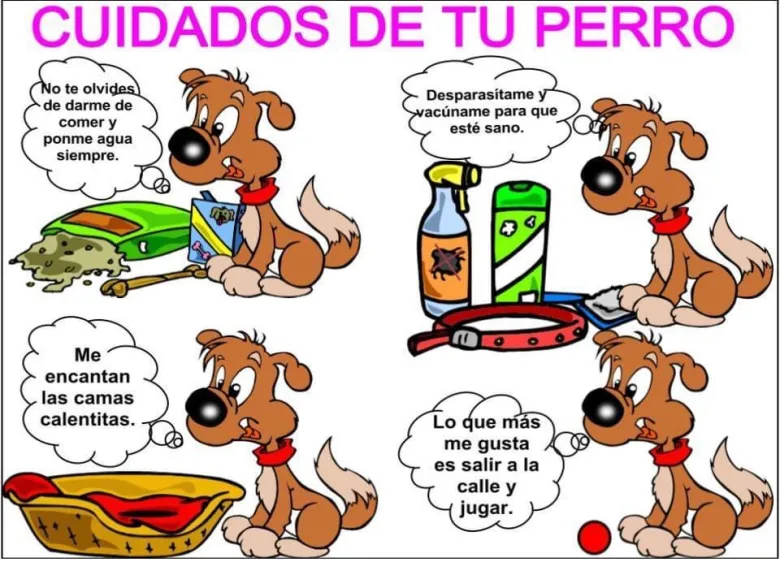 CUIDADOS DE TU PERRO
No te olvides
de darme de
comer y
ponme agua
siempre.
Desparasítame y
vacúname para que
esté sano.
Me
encantan
las camas
calentitas.
Lo que más
me gusta
es salir a la
calle y
jugar.